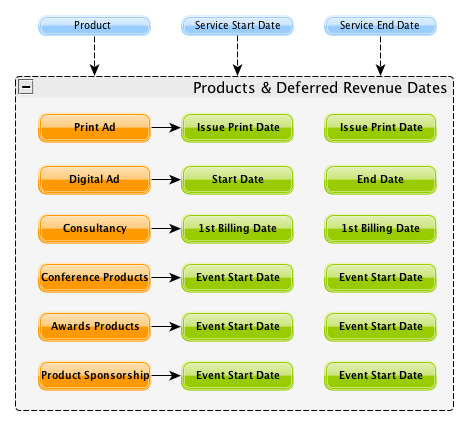 Product Service Start Date Service End Date
Products & Deferred Revenue Dates
Print Ad Issue Print Date Issue Print Date
Digital Ad Start Date End Date
Consultancy 1st Billing Date 1st Billing Date
Conference Products Event Start Date Event Start Date
Awards Products Event Start Date Event Start Date
Product Sponsorship Event Start Date Event Start Date